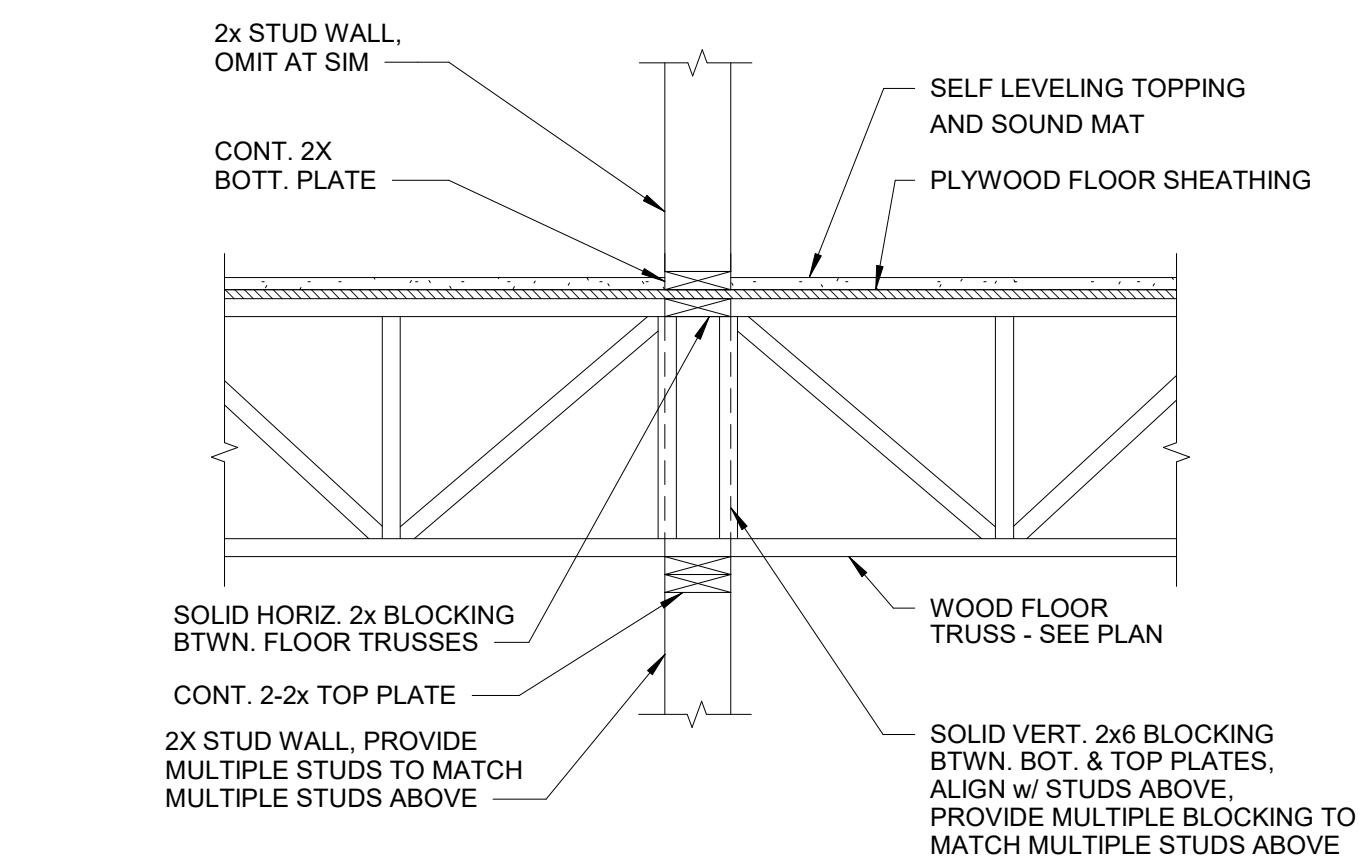 2x STUD WALL,
OMIT AT SIM
CONT. 2X
BOTT. PLATE
SELF LEVELING TOPPING
AND SOUND MAT
PLYWOOD FLOOR SHEATHING
SOLID HORIZ. 2x BLOCKING
BTWN. FLOOR TRUSSES
CONT. 2-2x TOP PLATE
2X STUD WALL, PROVIDE
MULTIPLE STUDS TO MATCH
MULTIPLE STUDS ABOVE
WOOD FLOOR
TRUSS - SEE PLAN
SOLID VERT. 2x6 BLOCKING
BTWN. BOT. & TOP PLATES,
ALIGN w/ STUDS ABOVE,
PROVIDE MULTIPLE BLOCKING TO
MATCH MULTIPLE STUDS ABOVE